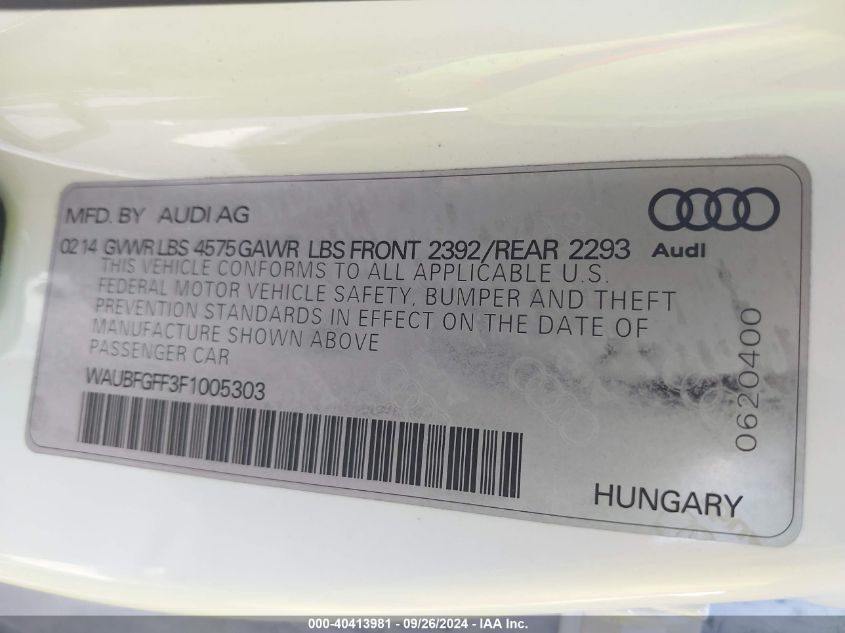 MFD. BY AUDI AG
Audi
02 14 GVWR LBS 4575 GAWR LBS FRONT 2392/REAR 2293
THIS VEHICLE CONFORMS TO ALL APPLICABLE U.S.
FEDERAL MOTOR VEHICLE SAFETY, BUMPER AND THEFT
PREVENTION STANDARDS IN EFFECT ON THE DATE OF
MANUFACTURE SHOWN ABOVE
PASSENGER CAR
WAUBFGFF3F1005303
0620400
HUNGARY
000-40413981 / 09/26/2024 - IAA Inc.